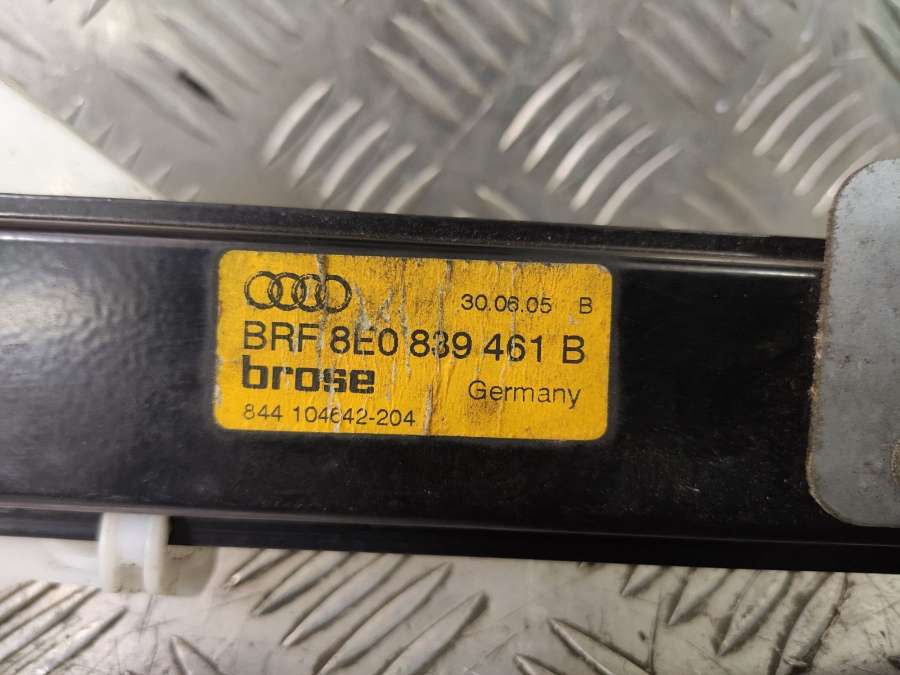 30.06.05 B
BRF 8E0 839 461 B
brose
Germany
844 104642-204